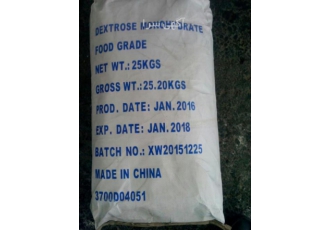 DEXTROSE MONOHYDRATE
FOOD GRADE
NET WT.: 25KGS
GROSS WT.: 25.20KGS
PROD. DATE: JAN. 2016
EXP. DATE: JAN. 2018
BATCH NO.: XW20151225
MADE IN CHINA
3700D04051